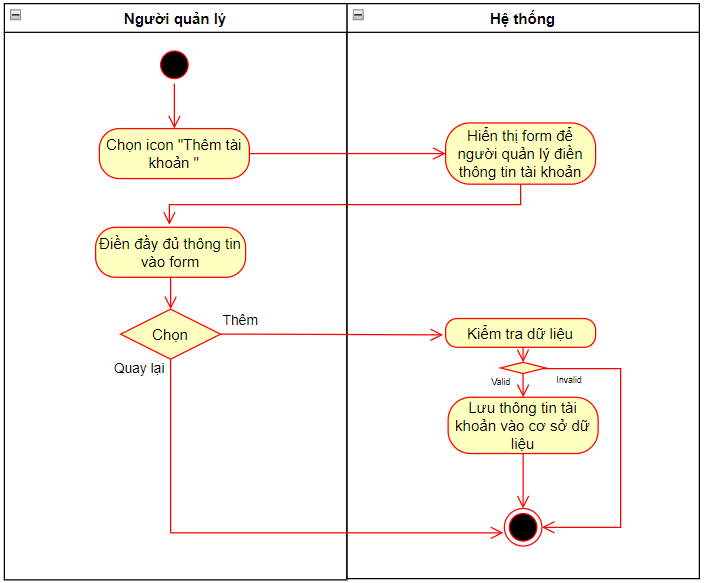 Người quản lý
Hệ thống
Chọn icon "Thêm tài
khoản "
Hiển thị form để
người quản lý điền
thông tin tài khoản
Điền đầy đủ thông tin
vào form
Chọn
Thêm
Quay lại
Kiểm tra dữ liệu
Valid
Invalid
Lưu thông tin tài
khoản vào cơ sở dữ
liệu